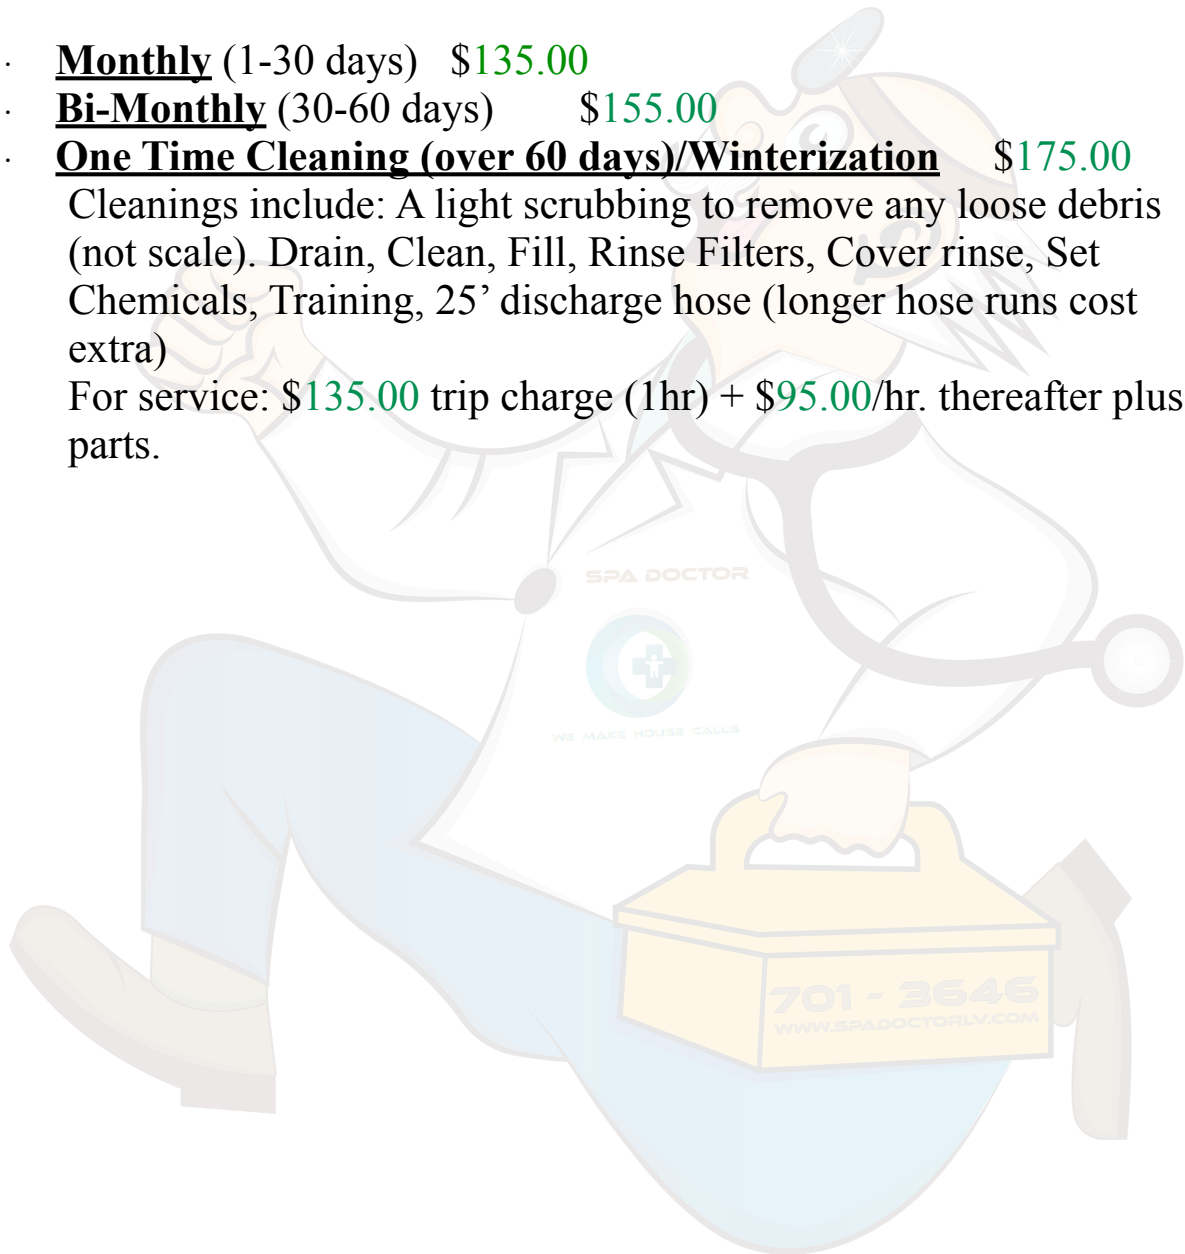 · Monthly (1-30 days) $135.00
· Bi-Monthly (30-60 days) $155.00
· One Time Cleaning (over 60 days)/Winterization $175.00
Cleanings include: A light scrubbing to remove any loose debris
(not scale). Drain, Clean, Fill, Rinse Filters, Cover rinse, Set
Chemicals, Training, 25’ discharge hose (longer hose runs cost
extra)
For service: $135.00 trip charge (1hr) + $95.00/hr. thereafter plus
parts.
SPA DOCTOR
WE MAKE HOUSE CALLS
701 - 3646
WWW.SPADOCTORLV.COM